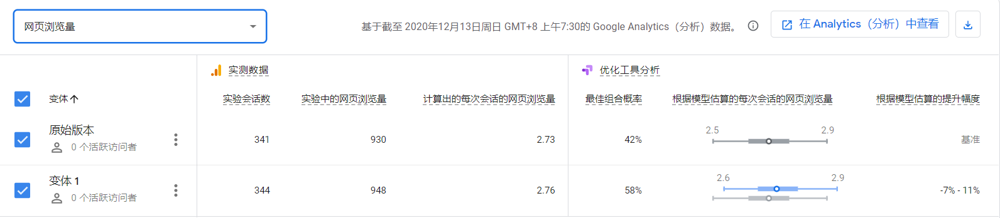 网页浏览量
基于截至 2020年12月13日周日 GMT+8 上午7:30的 Google Analytics（分析）数据。
在 Analytics（分析）中查看
实测数据
优化工具分析
变体
实验会话数
实验中的网页浏览量
计算出的每次会话的网页浏览量
最佳组合概率
根据模型估算的每次会话的网页浏览量
根据模型估算的提升幅度
原始版本
0 个活跃访问者
341
930
2.73
42%
2.5
2.9
基准
变体 1
0 个活跃访问者
344
948
2.76
58%
2.6
2.9
-7% - 11%